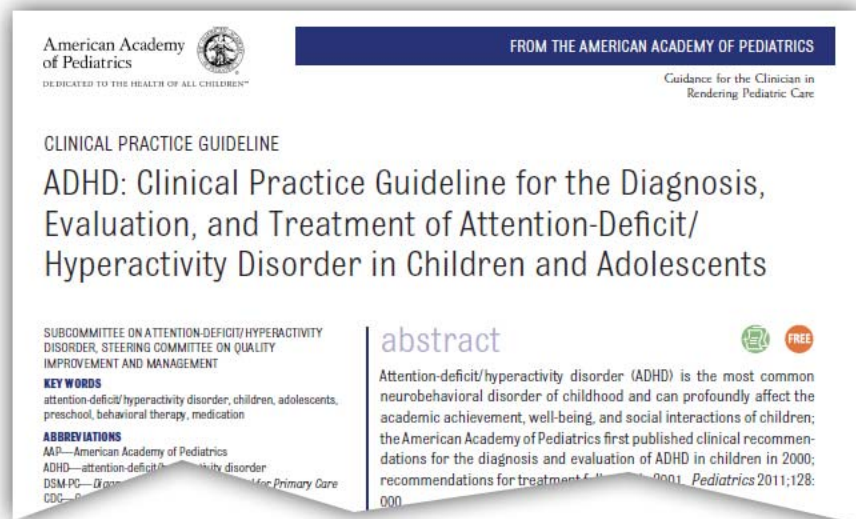 American Academy
of Pediatrics
DEDICATED TO THE HEALTH OF ALL CHILDREN™
FROM THE AMERICAN ACADEMY OF PEDIATRICS
Guidance for the Clinician in
Rendering Pediatric Care
CLINICAL PRACTICE GUIDELINE
ADHD: Clinical Practice Guideline for the Diagnosis,
Evaluation, and Treatment of Attention-Deficit/
Hyperactivity Disorder in Children and Adolescents
SUBCOMMITTEE ON ATTENTION-DEFICIT/HYPERACTIVITY
DISORDER, STEERING COMMITTEE ON QUALITY
IMPROVEMENT AND MANAGEMENT
KEY WORDS
attention-deficit/hyperactivity disorder, children, adolescents,
preschool, behavioral therapy, medication
ABBREVIATIONS
AAP—American Academy of Pediatrics
ADHD—attention-deficit/ disorder
DSM-PC— for Primary Care
CDC—
abstract
FREE
Attention-deficit/hyperactivity disorder (ADHD) is the most common
neurobehavioral disorder of childhood and can profoundly affect the
academic achievement, well-being, and social interactions of children;
the American Academy of Pediatrics first published clinical recommen-
dations for the diagnosis and evaluation of ADHD in children in 2000;
recommendations for treatment 2001. Pediatrics 2011;128:
000